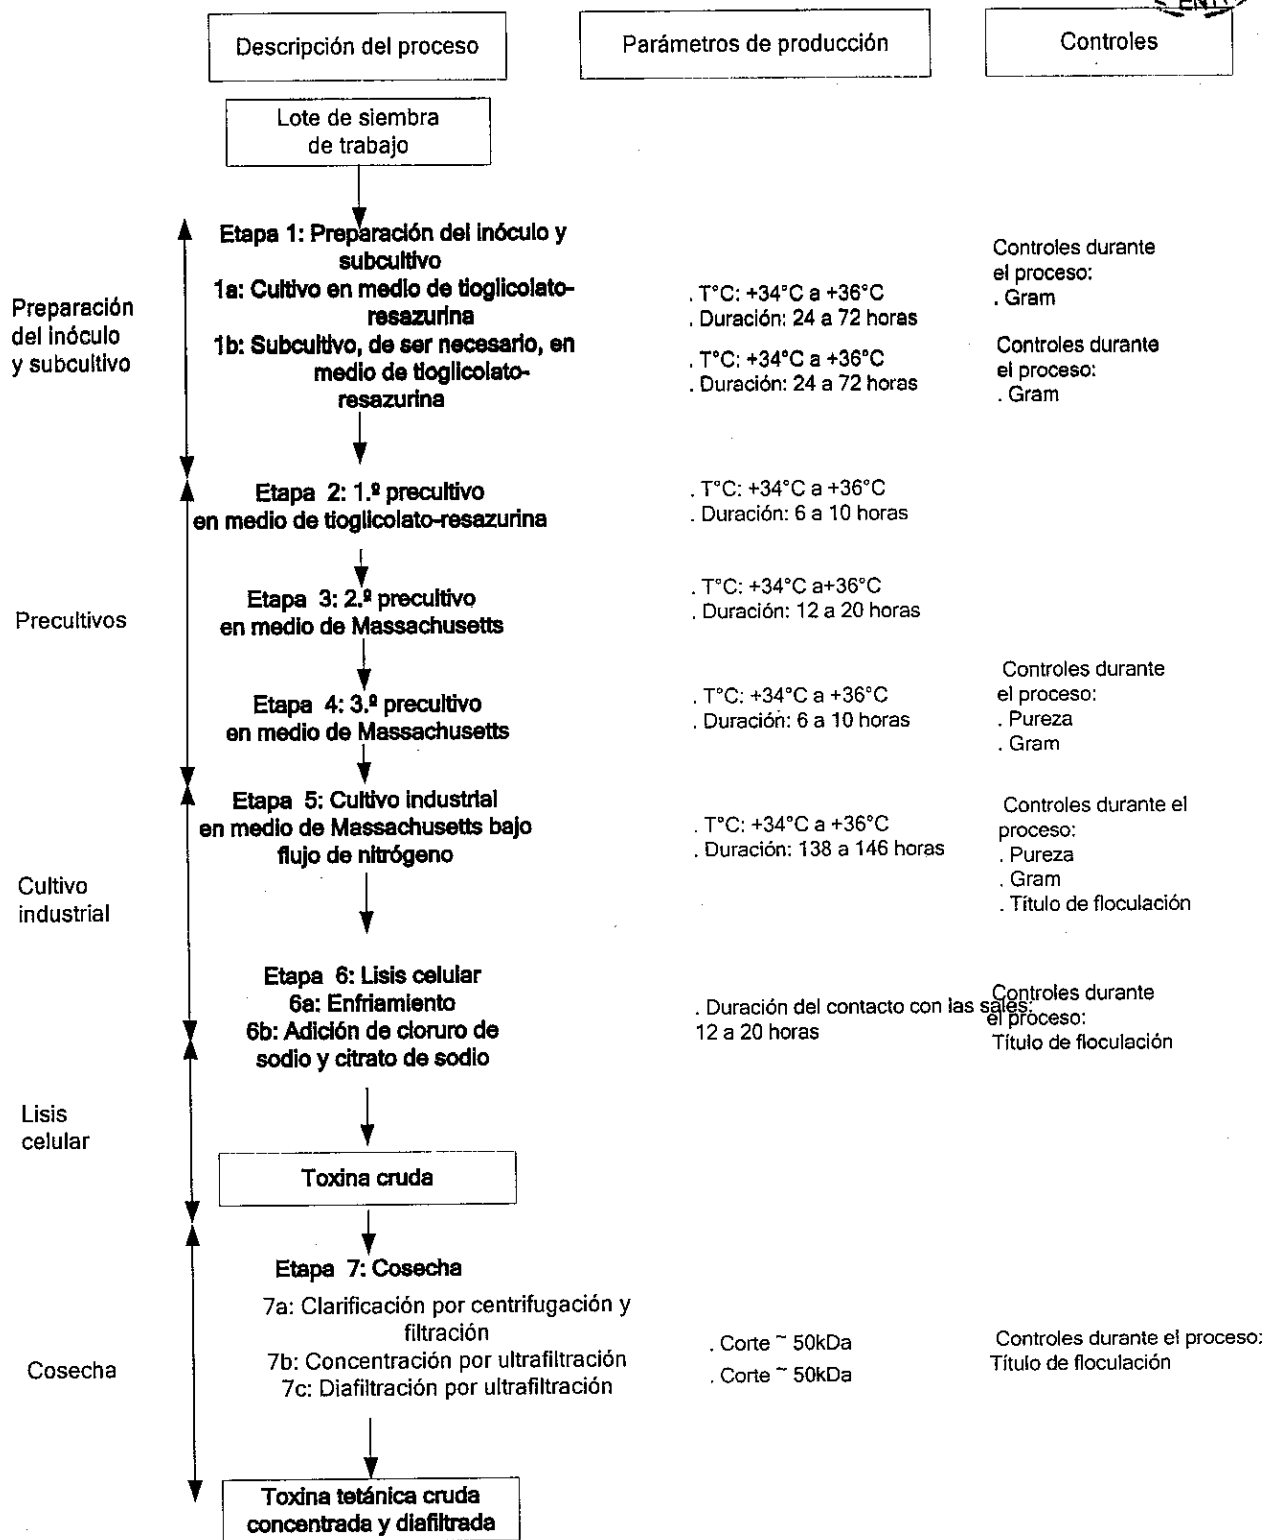 Descripción del proceso
Parámetros de producción
Controles
Lote de siembra
de trabajo
Preparación
del inóculo
y subcultivo
Etapa 1: Preparación del inóculo y
subcultivo
1a: Cultivo en medio de tioglicolato-
resazurina
1b: Subcultivo, de ser necesario, en
medio de tioglicolato-
resazurina
. T°C: +34°C a +36°C
. Duración: 24 a 72 horas
. T°C: +34°C a +36°C
. Duración: 24 a 72 horas
Controles durante
el proceso:
. Gram
Controles durante
el proceso:
. Gram
Precultivos
Etapa 2: 1.º precultivo
en medio de tioglicolato-resazurina
. T°C: +34°C a +36°C
. Duración: 6 a 10 horas
Etapa 3: 2.º precultivo
en medio de Massachusetts
. T°C: +34°C a+36°C
. Duración: 12 a 20 horas
Etapa 4: 3.º precultivo
en medio de Massachusetts
. T°C: +34°C a +36°C
. Duración: 6 a 10 horas
Controles durante
el proceso:
. Pureza
. Gram
Cultivo
industrial
Etapa 5: Cultivo industrial
en medio de Massachusetts bajo
flujo de nitrógeno
. T°C: +34°C a +36°C
. Duración: 138 a 146 horas
Controles durante el
proceso:
. Pureza
. Gram
. Título de floculación
Etapa 6: Lisis celular
6a: Enfriamiento
6b: Adición de cloruro de
sodio y citrato de sodio
. Duración del contacto con las sales:
12 a 20 horas
Controles durante
el proceso:
Título de floculación
Lisis
celular
Toxina cruda
Cosecha
Etapa 7: Cosecha
7a: Clarificación por centrifugación y
filtración
7b: Concentración por ultrafiltración
7c: Diafiltración por ultrafiltración
. Corte ~ 50kDa
. Corte ~ 50kDa
Controles durante el proceso:
Título de floculación
Toxina tetánica cruda
concentrada y diafiltrada